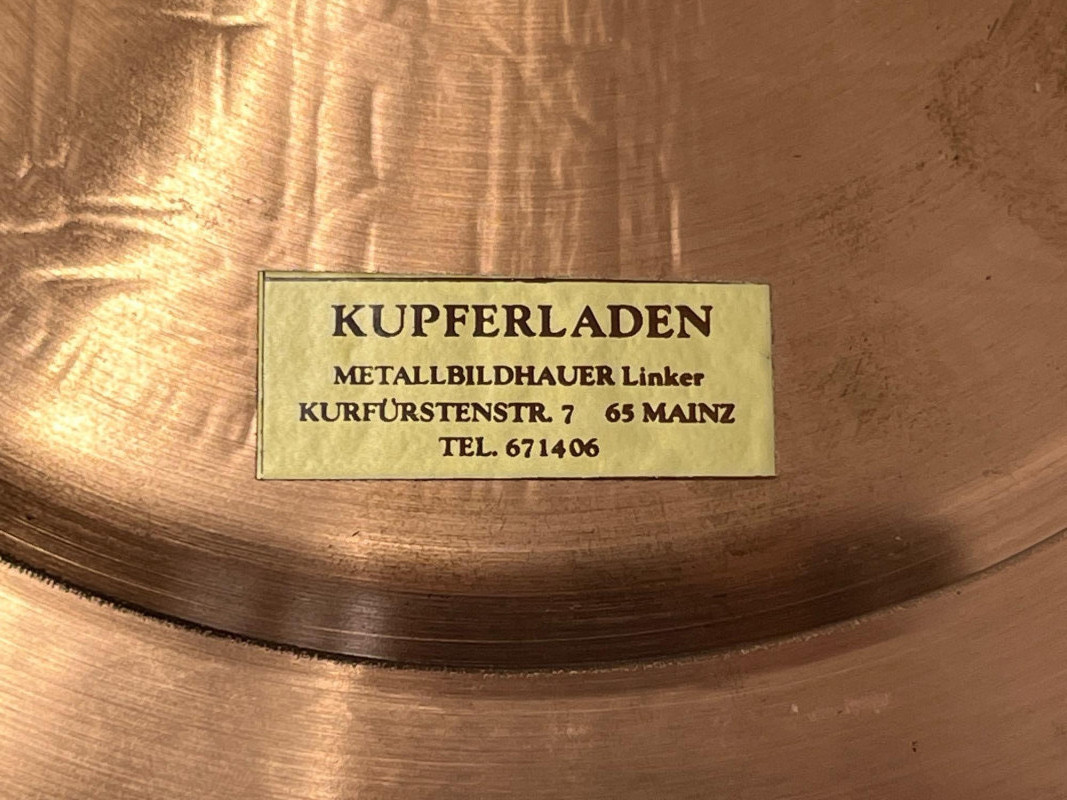 KUPFERLADEN
METALLBILDHAUER Linker
KURFÜRSTENSTR. 7 65 MAINZ
TEL. 671406